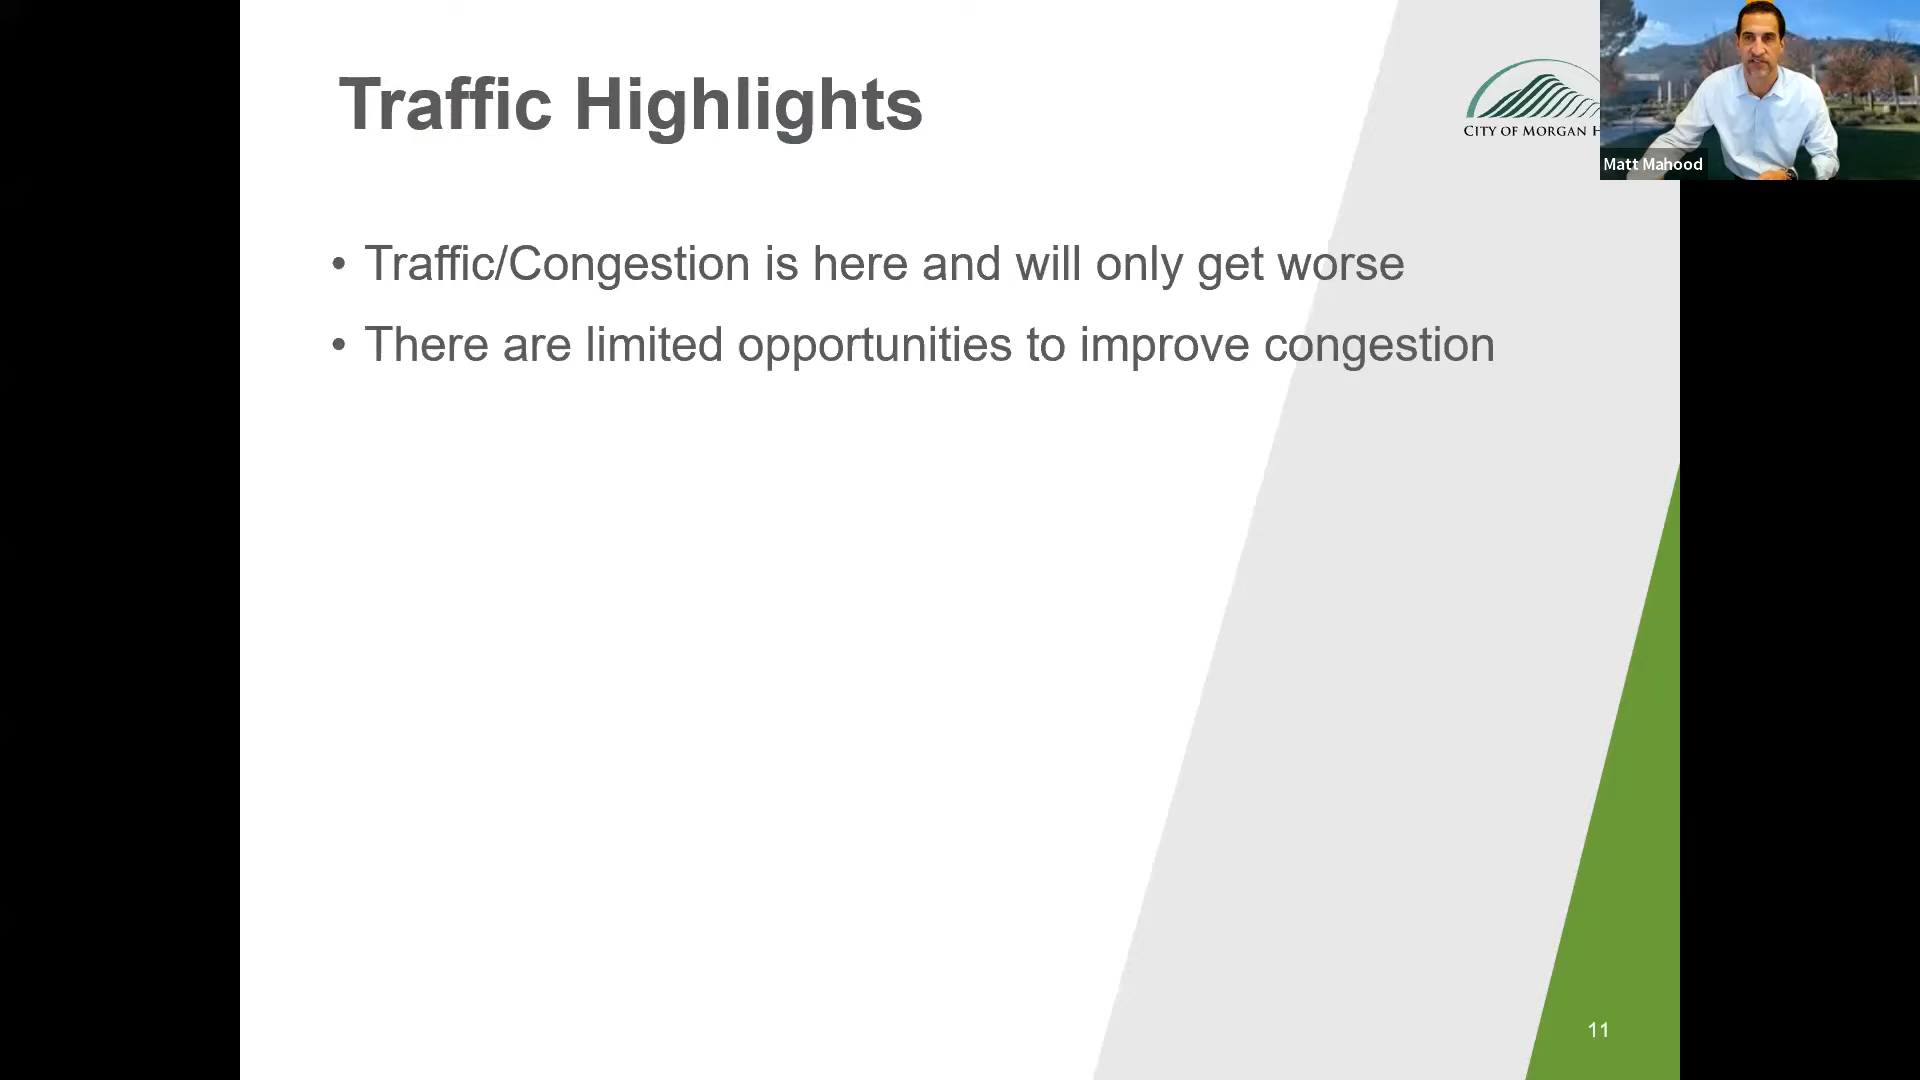 Traffic Highlights
CITY OF MORGAN H
Matt Mahood
• Traffic/Congestion is here and will only get worse
• There are limited opportunities to improve congestion
11